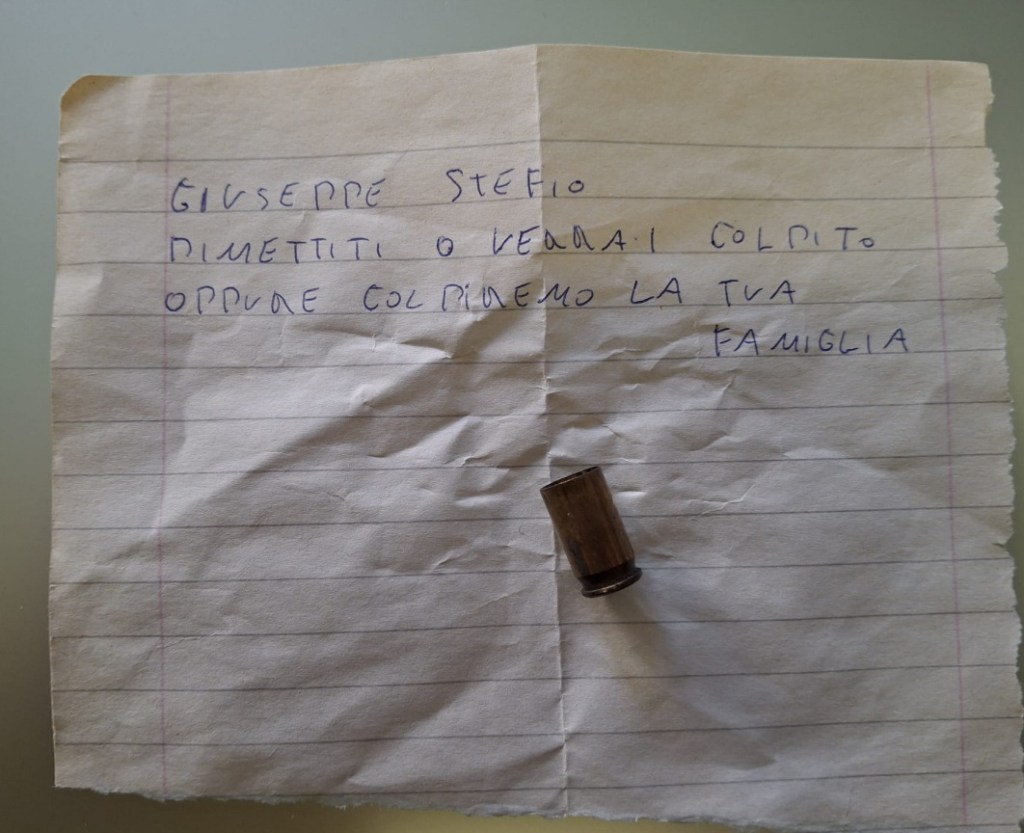 GIUSEPPE STEFIO
DIMETTITI O VERRAI COLPITO
OPPURE COLPIREMO LA TUA
FAMIGLIA